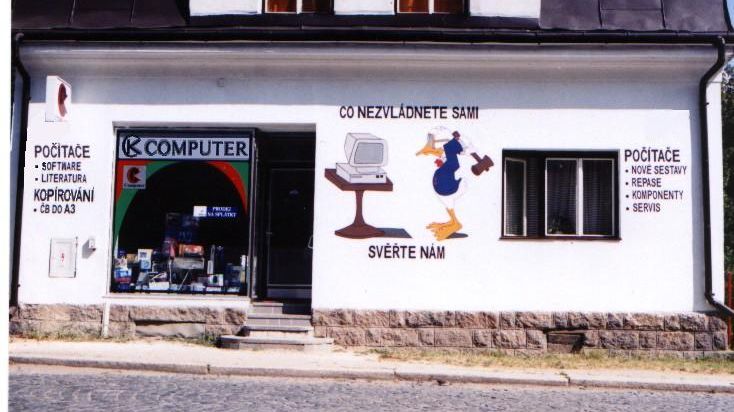 POČÍTAČE
• SOFTWARE
• LITERATURA
KOPÍROVÁNÍ
• ČB DO A3
CK COMPUTER
PRODEJ
NA SPLÁTKY
CO NEZVLÁDNETE SAMI
SVĚŘTE NÁM
POČÍTAČE
• NOVÉ SESTAVY
• REPASE
• KOMPONENTY
• SERVIS